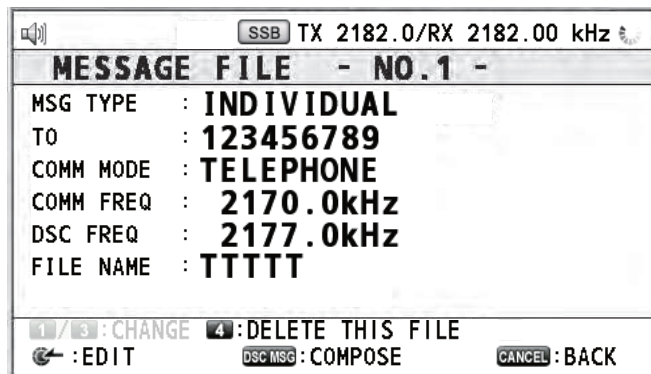 SSB TX 2182.0/RX 2182.00 kHz
MESSAGE FILE - NO.1 -
MSG TYPE : INDIVIDUAL
TO : 123456789
COMM MODE : TELEPHONE
COMM FREQ : 2170.0kHz
DSC FREQ : 2177.0kHz
FILE NAME : TTTTT
1/3:CHANGE 4:DELETE THIS FILE
:EDIT DSC MSG:COMPOSE CANCEL:BACK